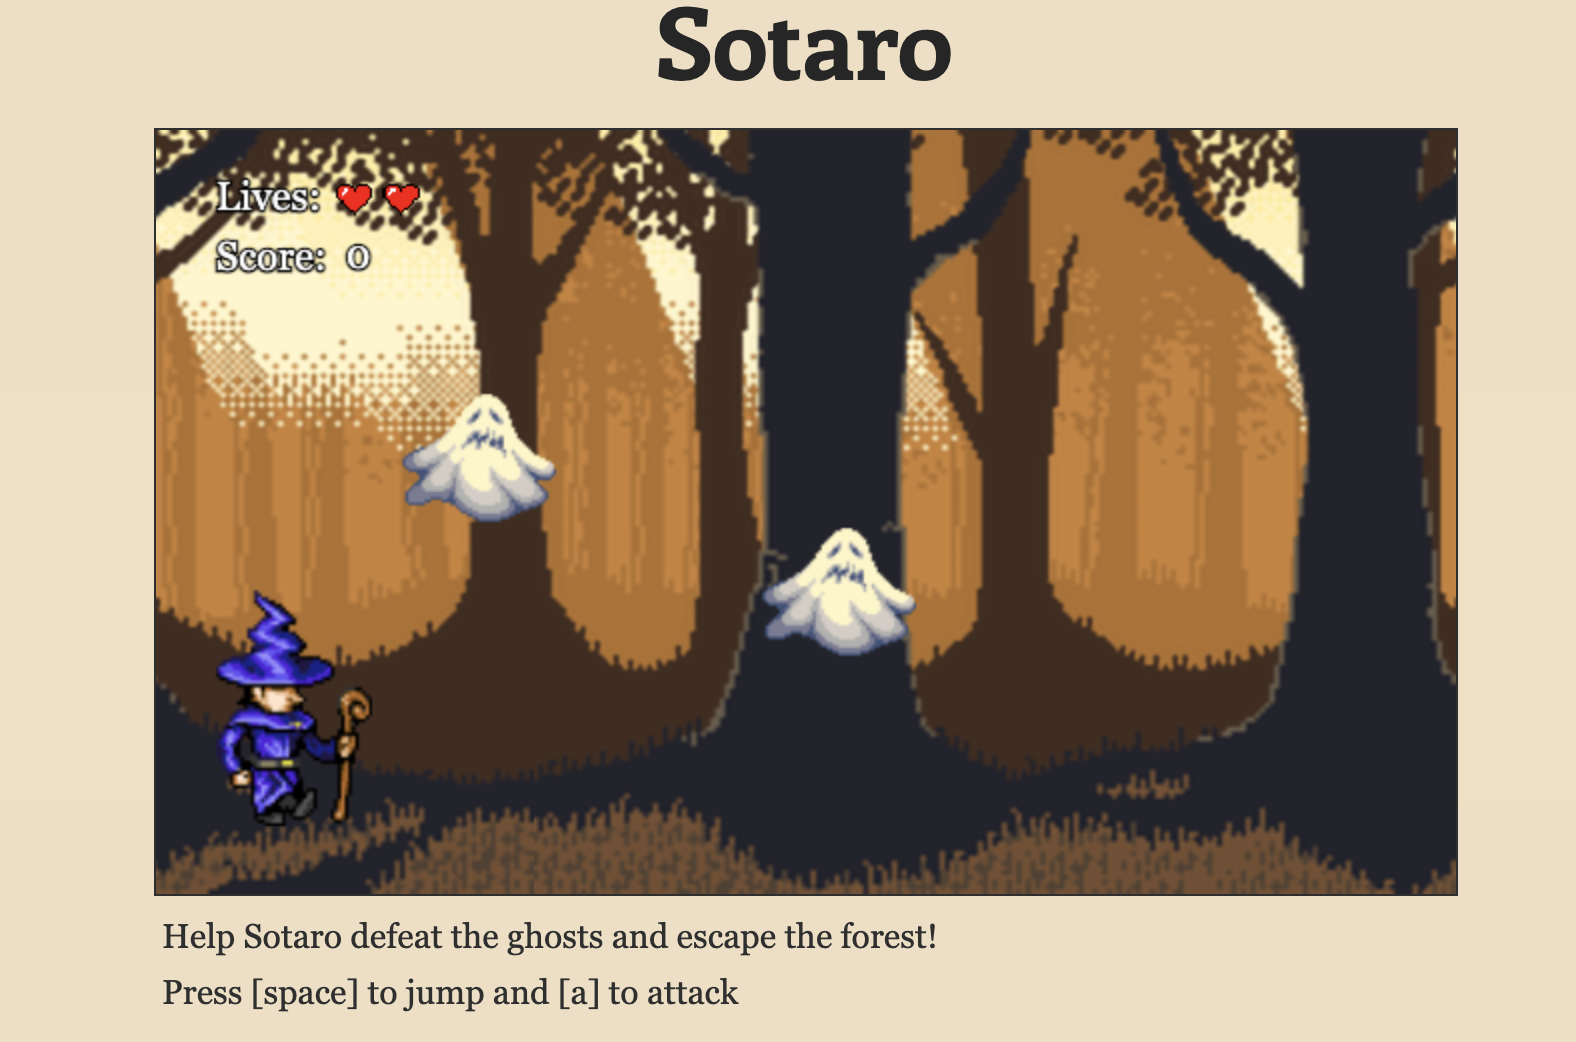 Sotaro
Lives:
Score: 0
Help Sotaro defeat the ghosts and escape the forest!
Press [space] to jump and [a] to attack